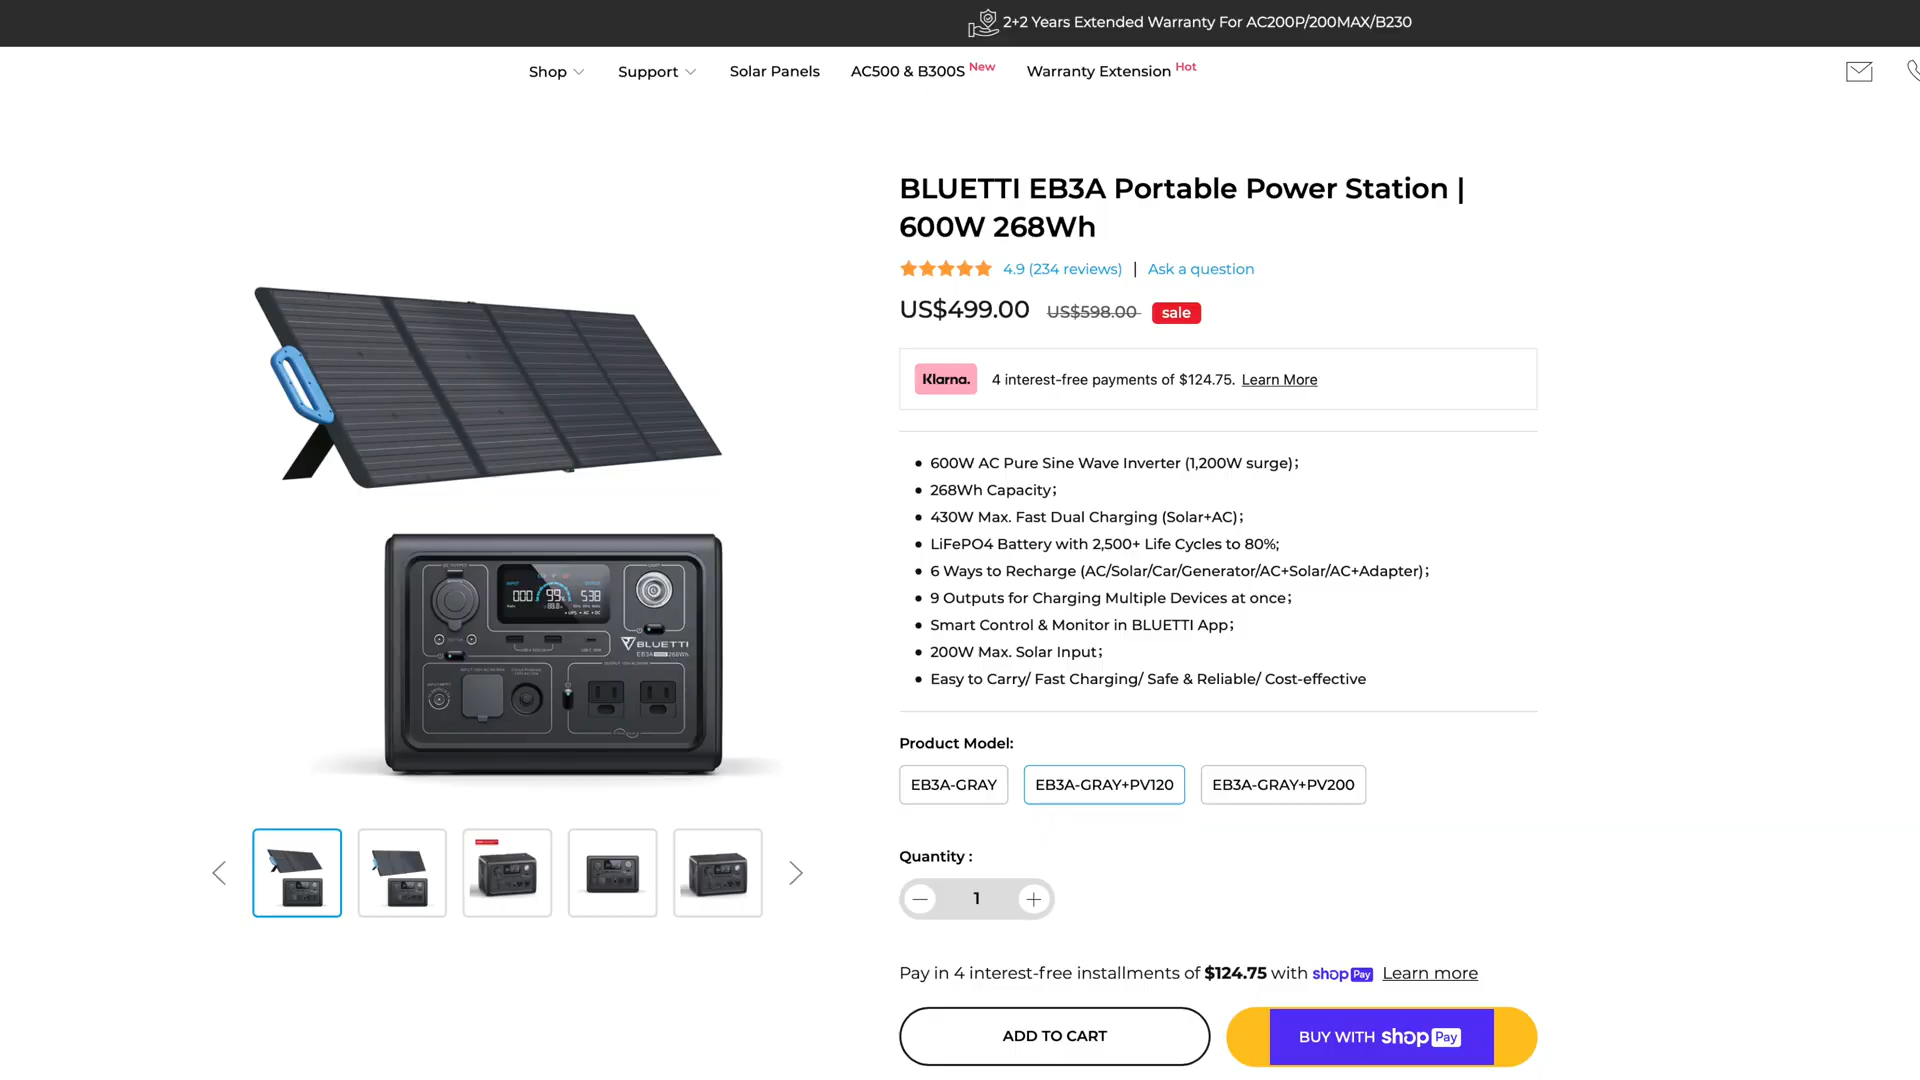 2+2 Years Extended Warranty For AC200P/200MAX/B230
Shop
Support
Solar Panels
AC500 & B300S New
Warranty Extension Hot
BLUETTI EB3A Portable Power Station |
600W 268Wh
4.9 (234 reviews) | Ask a question
US$499.00 US$598.00 sale
Klarna. 4 interest-free payments of $124.75. Learn More
600W AC Pure Sine Wave Inverter (1,200W surge);
268Wh Capacity;
430W Max. Fast Dual Charging (Solar+AC);
LiFePO4 Battery with 2,500+ Life Cycles to 80%;
6 Ways to Recharge (AC/Solar/Car/Generator/AC+Solar/AC+Adapter);
9 Outputs for Charging Multiple Devices at once;
Smart Control & Monitor in BLUETTI App;
200W Max. Solar Input;
Easy to Carry/ Fast Charging/ Safe & Reliable/ Cost-effective
000 99% 538
BLUETTI
EB3A 268Wh
Product Model:
EB3A-GRAY
EB3A-GRAY+PV120
EB3A-GRAY+PV200
Quantity :
1
Pay in 4 interest-free installments of $124.75 with shop Pay Learn more
ADD TO CART
BUY WITH shop Pay